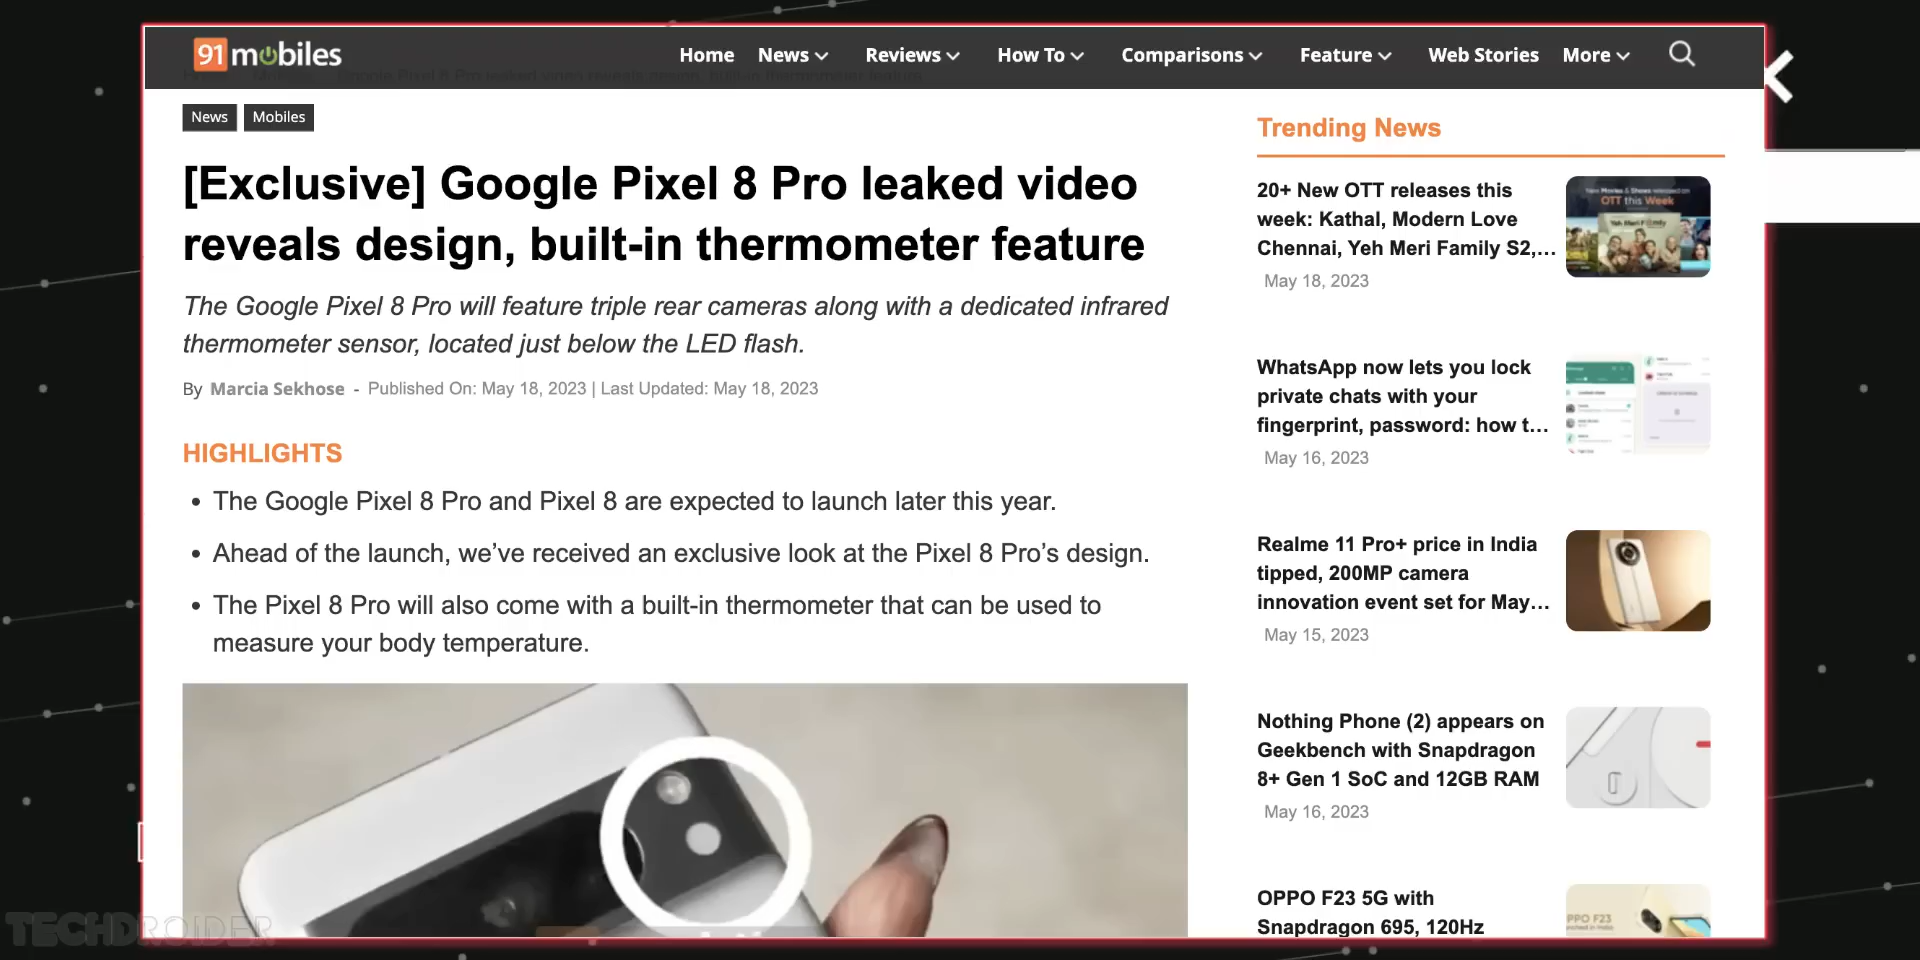 91mobiles
Home News Reviews How To Comparisons Feature Web Stories More
News Mobiles
[Exclusive] Google Pixel 8 Pro leaked video
reveals design, built-in thermometer feature
The Google Pixel 8 Pro will feature triple rear cameras along with a dedicated infrared
thermometer sensor, located just below the LED flash.
By Marcia Sekhose - Published On: May 18, 2023 | Last Updated: May 18, 2023
HIGHLIGHTS
• The Google Pixel 8 Pro and Pixel 8 are expected to launch later this year.
• Ahead of the launch, we’ve received an exclusive look at the Pixel 8 Pro’s design.
• The Pixel 8 Pro will also come with a built-in thermometer that can be used to
measure your body temperature.
Trending News
20+ New OTT releases this
week: Kathal, Modern Love
Chennai, Yeh Meri Family S2,...
May 18, 2023
OTT this Week
WhatsApp now lets you lock
private chats with your
fingerprint, password: how t...
May 16, 2023
Realme 11 Pro+ price in India
tipped, 200MP camera
innovation event set for May...
May 15, 2023
Nothing Phone (2) appears on
Geekbench with Snapdragon
8+ Gen 1 SoC and 12GB RAM
May 16, 2023
OPPO F23 5G with
Snapdragon 695, 120Hz
OPPO F23
TECHDROIDER